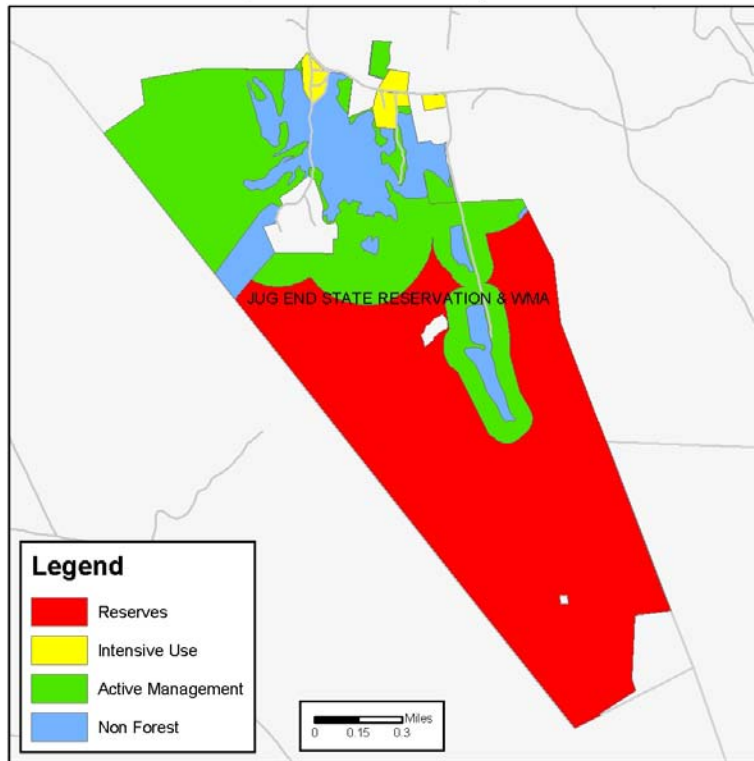 JUG END STATE RESERVATION & WMA
Legend
Reserves
Intensive Use
Active Management
Non Forest
Miles
0 0.15 0.3